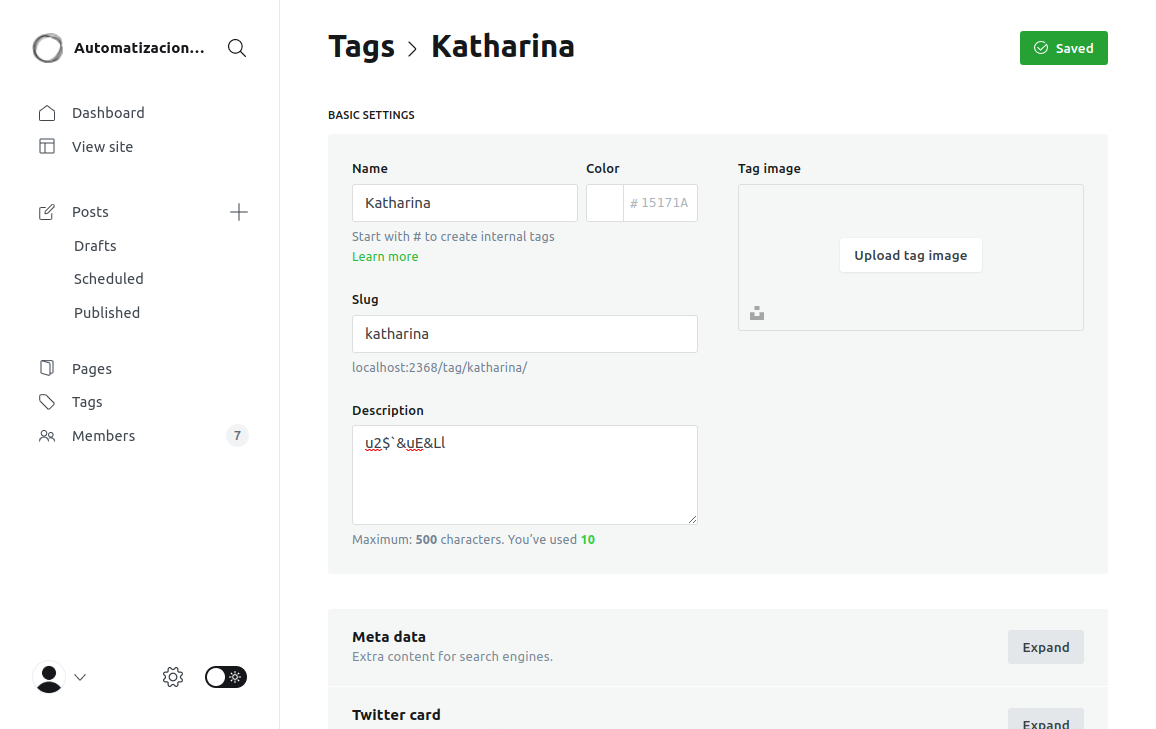 Automatizacion...
Dashboard
View site
Posts
Drafts
Scheduled
Published
Pages
Tags
Members 7
Tags > Katharina
Saved
BASIC SETTINGS
Name
Katharina
Color
# 15171A
Start with # to create internal tags
Learn more
Slug
katharina
localhost:2368/tag/katharina/
Description
u2$`&uE&Ll
Maximum: 500 characters. You’ve used 10
Tag image
Upload tag image
Meta data
Extra content for search engines.
Expand
Twitter card
Expand